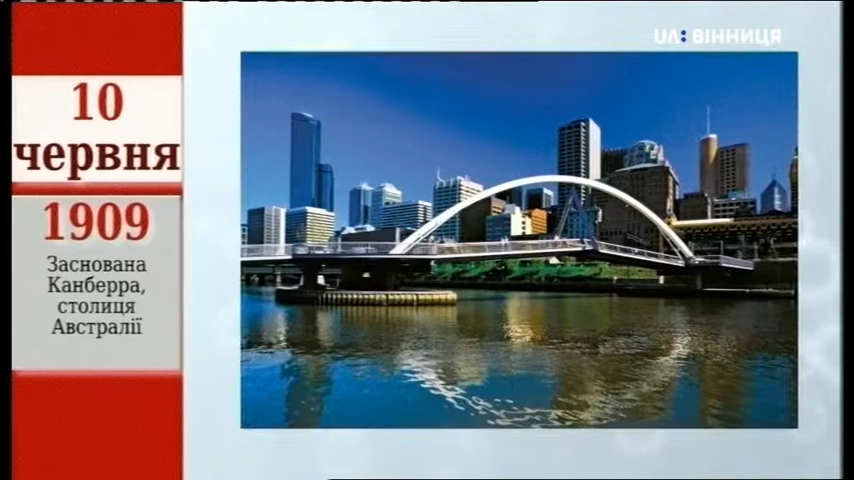 UA: ВІННИЦЯ
10
червня
1909
Заснована
Канберра,
столиця
Австралії